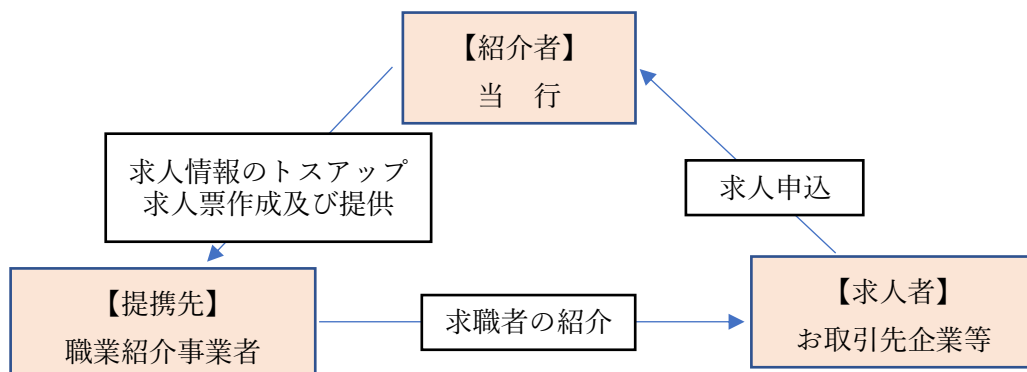 【紹介者】
当　行
求人情報のトスアップ
求人票作成及び提供
求人申込
【提携先】
職業紹介事業者
求職者の紹介
【求人者】
お取引先企業等